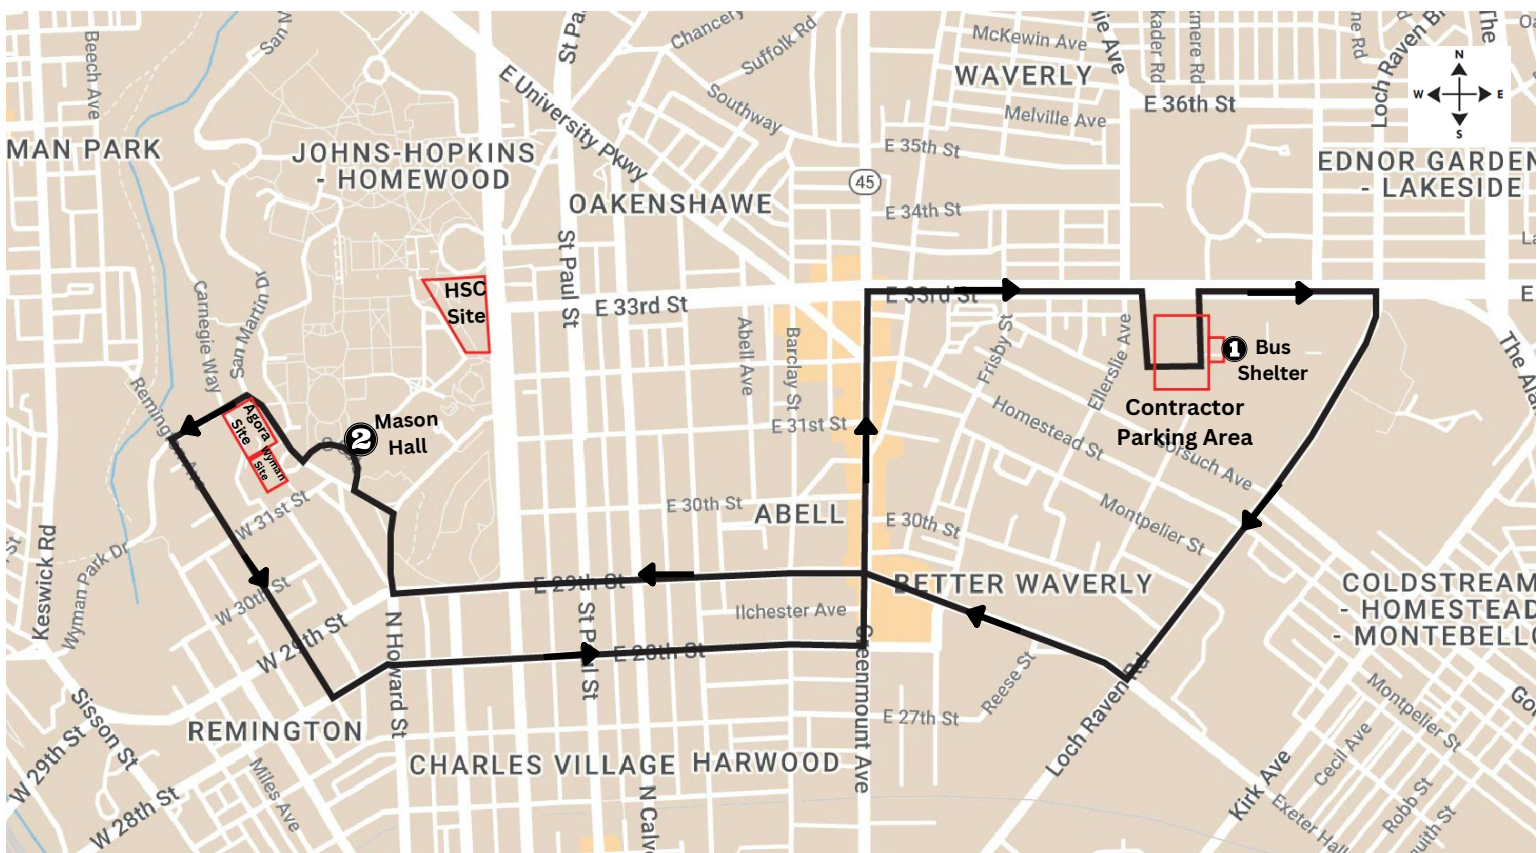 Beech Ave
San M
St Pa
Chancery
Suffolk Rd
McKewin Ave
Loch Raven B
The
N
W
E
S
E University Pkwy
Southway
WAVERLY
E 36th St
Melville Ave
MAN PARK
JOHNS-HOPKINS
- HOMEWOOD
E 35th St
EDNOR GARDEN
- LAKESIDE
45
OAKENSHAWE
E 34th St
St Paul St
Carnegie Way
San Martin Dr
HSC
Site
E 33rd St
E 33rd St
E
Abell Ave
Barclay St
Frisby St
Ellerslie Ave
1
Bus
Shelter
The Ala
Contractor
Parking Area
Agora
Site
Wyman
Site
2
Mason
Hall
E 31st St
Homestead St
Gorsuch Ave
Keswick Rd
Wyman Park Dr
W 31st St
E 30th St
ABELL
E 30th St
Montpelier St
W 30th St
E 29th St
BETTER WAVERLY
COLDSTREAM
- HOMESTEAD
- MONTEBELLO
Ilchester Ave
W 29th St
N Howard St
St Paul St
E 28th St
Greenmount Ave
Loch Raven Rd
Reese St
E 27th St
Montpelier St
Sisson St
REMINGTON
W 29th St
CHARLES VILLAGE
HARWOOD
Cecil Ave
Kirk Ave
Miles Ave
W 28th St
N Calv
Robb St
Exeter Hall